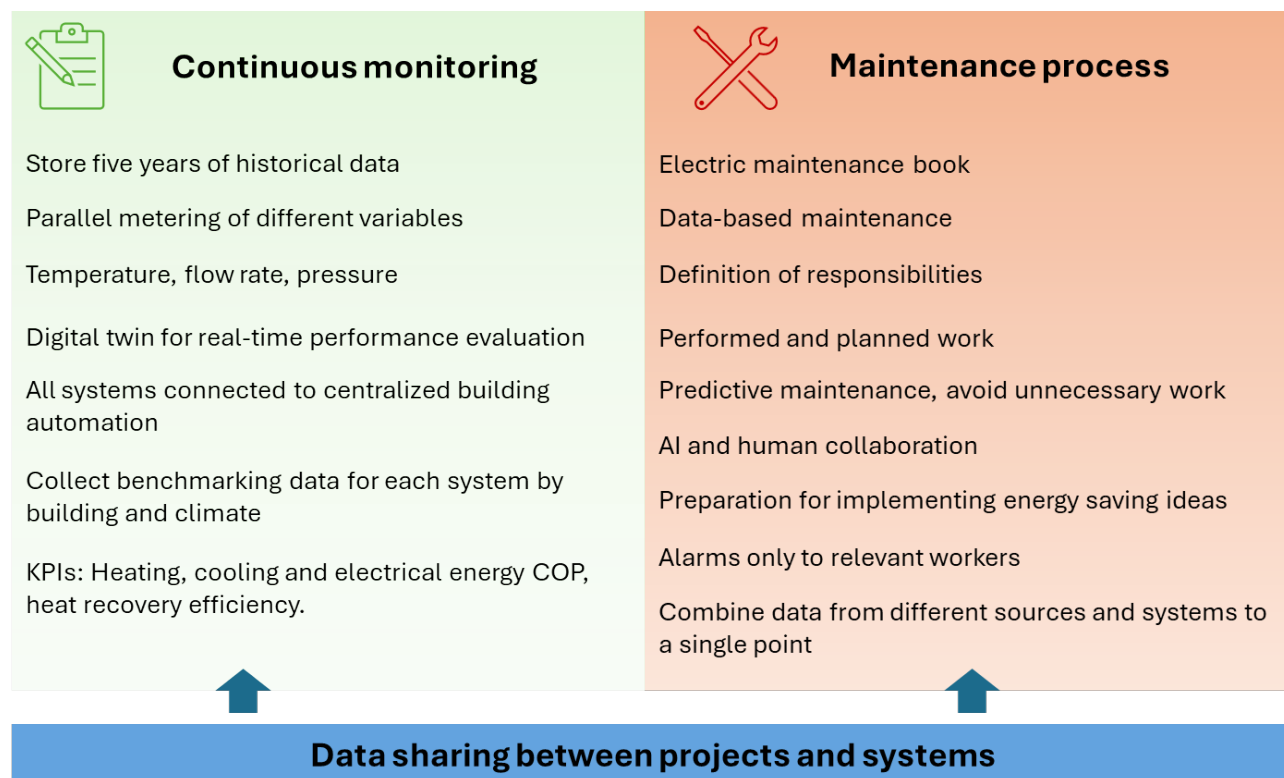 Continuous monitoring
Store five years of historical data
Parallel metering of different variables
Temperature, flow rate, pressure
Digital twin for real-time performance evaluation
All systems connected to centralized building
automation
Collect benchmarking data for each system by
building and climate
KPIs: Heating, cooling and electrical energy COP,
heat recovery efficiency.
Maintenance process
Electric maintenance book
Data-based maintenance
Definition of responsibilities
Performed and planned work
Predictive maintenance, avoid unnecessary work
AI and human collaboration
Preparation for implementing energy saving ideas
Alarms only to relevant workers
Combine data from different sources and systems to
a single point
Data sharing between projects and systems